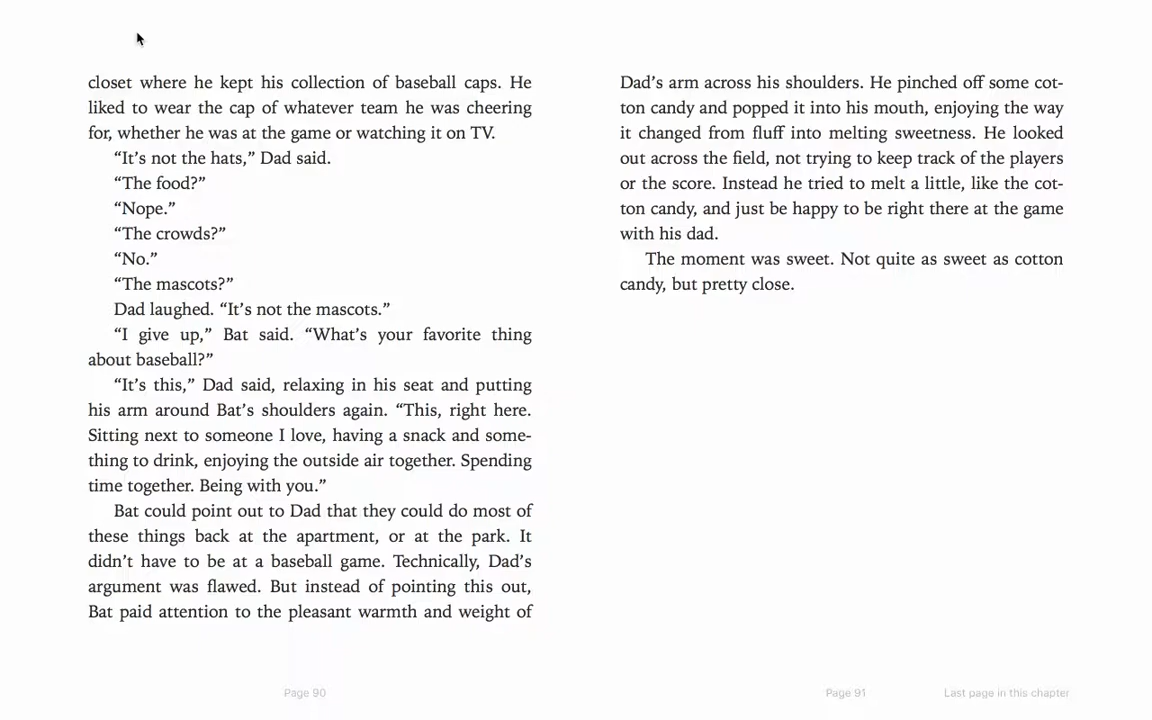 closet where he kept his collection of baseball caps. He
liked to wear the cap of whatever team he was cheering
for, whether he was at the game or watching it on TV.
“It’s not the hats,” Dad said.
“The food?”
“Nope.”
“The crowds?”
“No.”
“The mascots?”
Dad laughed. “It’s not the mascots.”
“I give up,” Bat said. “What’s your favorite thing
about baseball?”
“It’s this,” Dad said, relaxing in his seat and putting
his arm around Bat’s shoulders again. “This, right here.
Sitting next to someone I love, having a snack and some-
thing to drink, enjoying the outside air together. Spending
time together. Being with you.”
Bat could point out to Dad that they could do most of
these things back at the apartment, or at the park. It
didn’t have to be at a baseball game. Technically, Dad’s
argument was flawed. But instead of pointing this out,
Bat paid attention to the pleasant warmth and weight of
Page 90
Dad’s arm across his shoulders. He pinched off some cot-
ton candy and popped it into his mouth, enjoying the way
it changed from fluff into melting sweetness. He looked
out across the field, not trying to keep track of the players
or the score. Instead he tried to melt a little, like the cot-
ton candy, and just be happy to be right there at the game
with his dad.
The moment was sweet. Not quite as sweet as cotton
candy, but pretty close.
Page 91
Last page in this chapter